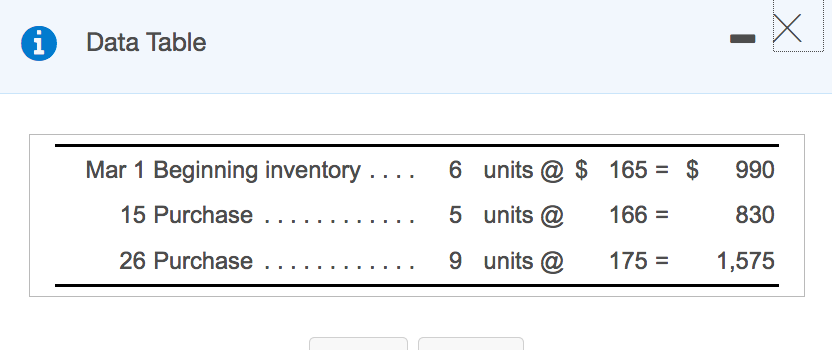 Data Table
Mar 1 Beginning inventory . . . . 6 units @ $ 165 = $ 990
15 Purchase . . . . . . . . . . . . 5 units @ 166 = 830
26 Purchase . . . . . . . . . . . . 9 units @ 175 = 1,575